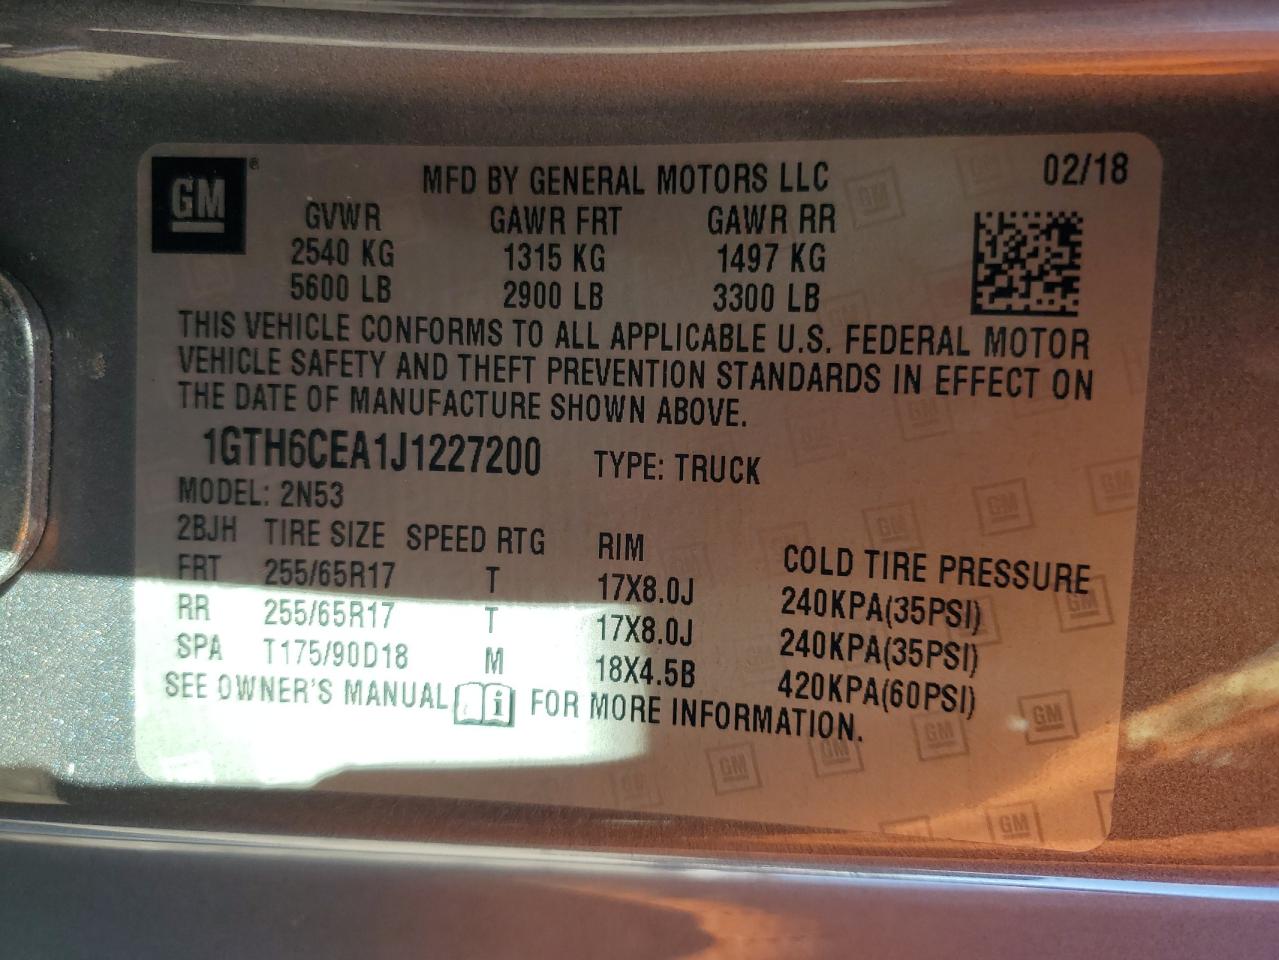 GM
MFD BY GENERAL MOTORS LLC 02/18
GVWR GAWR FRT GAWR RR
2540 KG 1315 KG 1497 KG
5600 LB 2900 LB 3300 LB
THIS VEHICLE CONFORMS TO ALL APPLICABLE U.S. FEDERAL MOTOR
VEHICLE SAFETY AND THEFT PREVENTION STANDARDS IN EFFECT ON
THE DATE OF MANUFACTURE SHOWN ABOVE.
1GTH6CEA1J1227200 TYPE: TRUCK
MODEL: 2N53
2BJH TIRE SIZE SPEED RTG RIM COLD TIRE PRESSURE
FRT 255/65R17 T 17X8.0J 240KPA(35PSI)
RR 255/65R17 T 17X8.0J 240KPA(35PSI)
SPA T175/90D18 M 18X4.5B 420KPA(60PSI)
SEE OWNER'S MANUAL i FOR MORE INFORMATION.